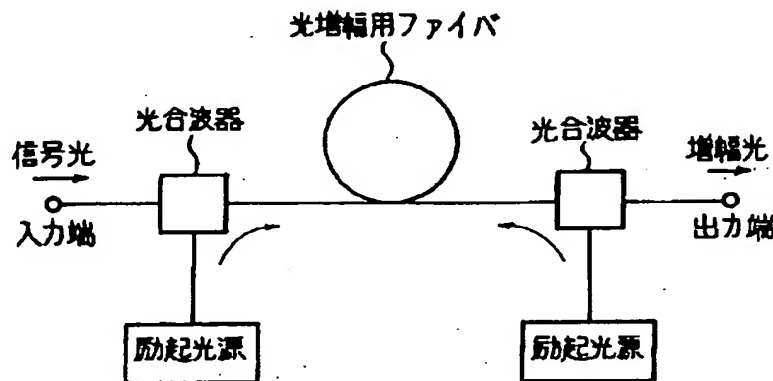 光増幅用ファイバ
光合波器
光合波器
信号光
増幅光
入力端
出力端
励起光源
励起光源